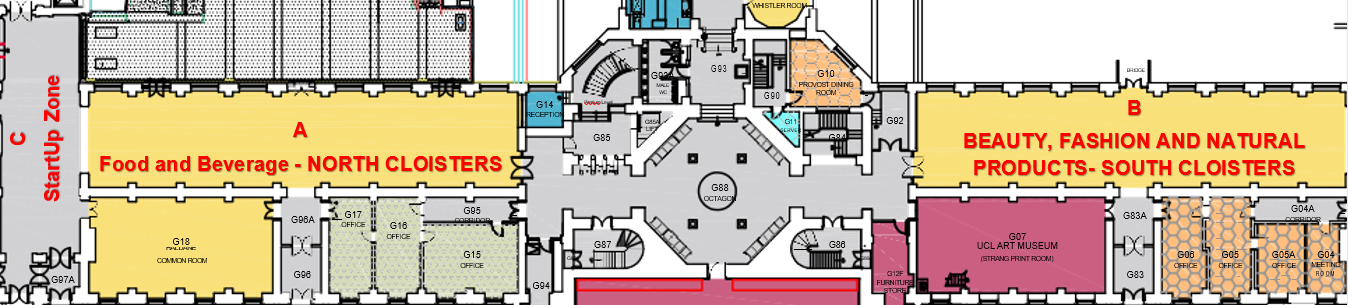 WHISTLER ROOM
G93
MALE
WC
G90
G10
PROVOST DINING
ROOM
BRIDGE
G14
RECEPTION
G85
G85A
LIFT
G11
SERVERY
G84
G92
A
Food and Beverage - NORTH CLOISTERS
B
BEAUTY, FASHION AND NATURAL
PRODUCTS- SOUTH CLOISTERS
C
StartUp Zone
G88
OCTAGON
G18
COMMON ROOM
G96A
G96
G97A
G17
OFFICE
G16
OFFICE
G95
CORRIDOR
G15
OFFICE
G94
G87
G86
G12F
FURNITURE
STORE
G07
UCL ART MUSEUM
(STRANG PRINT ROOM)
G83A
G83
G06
OFFICE
G05
OFFICE
G04A
CORRIDOR
G05A
OFFICE
G04
MEETING
ROOM